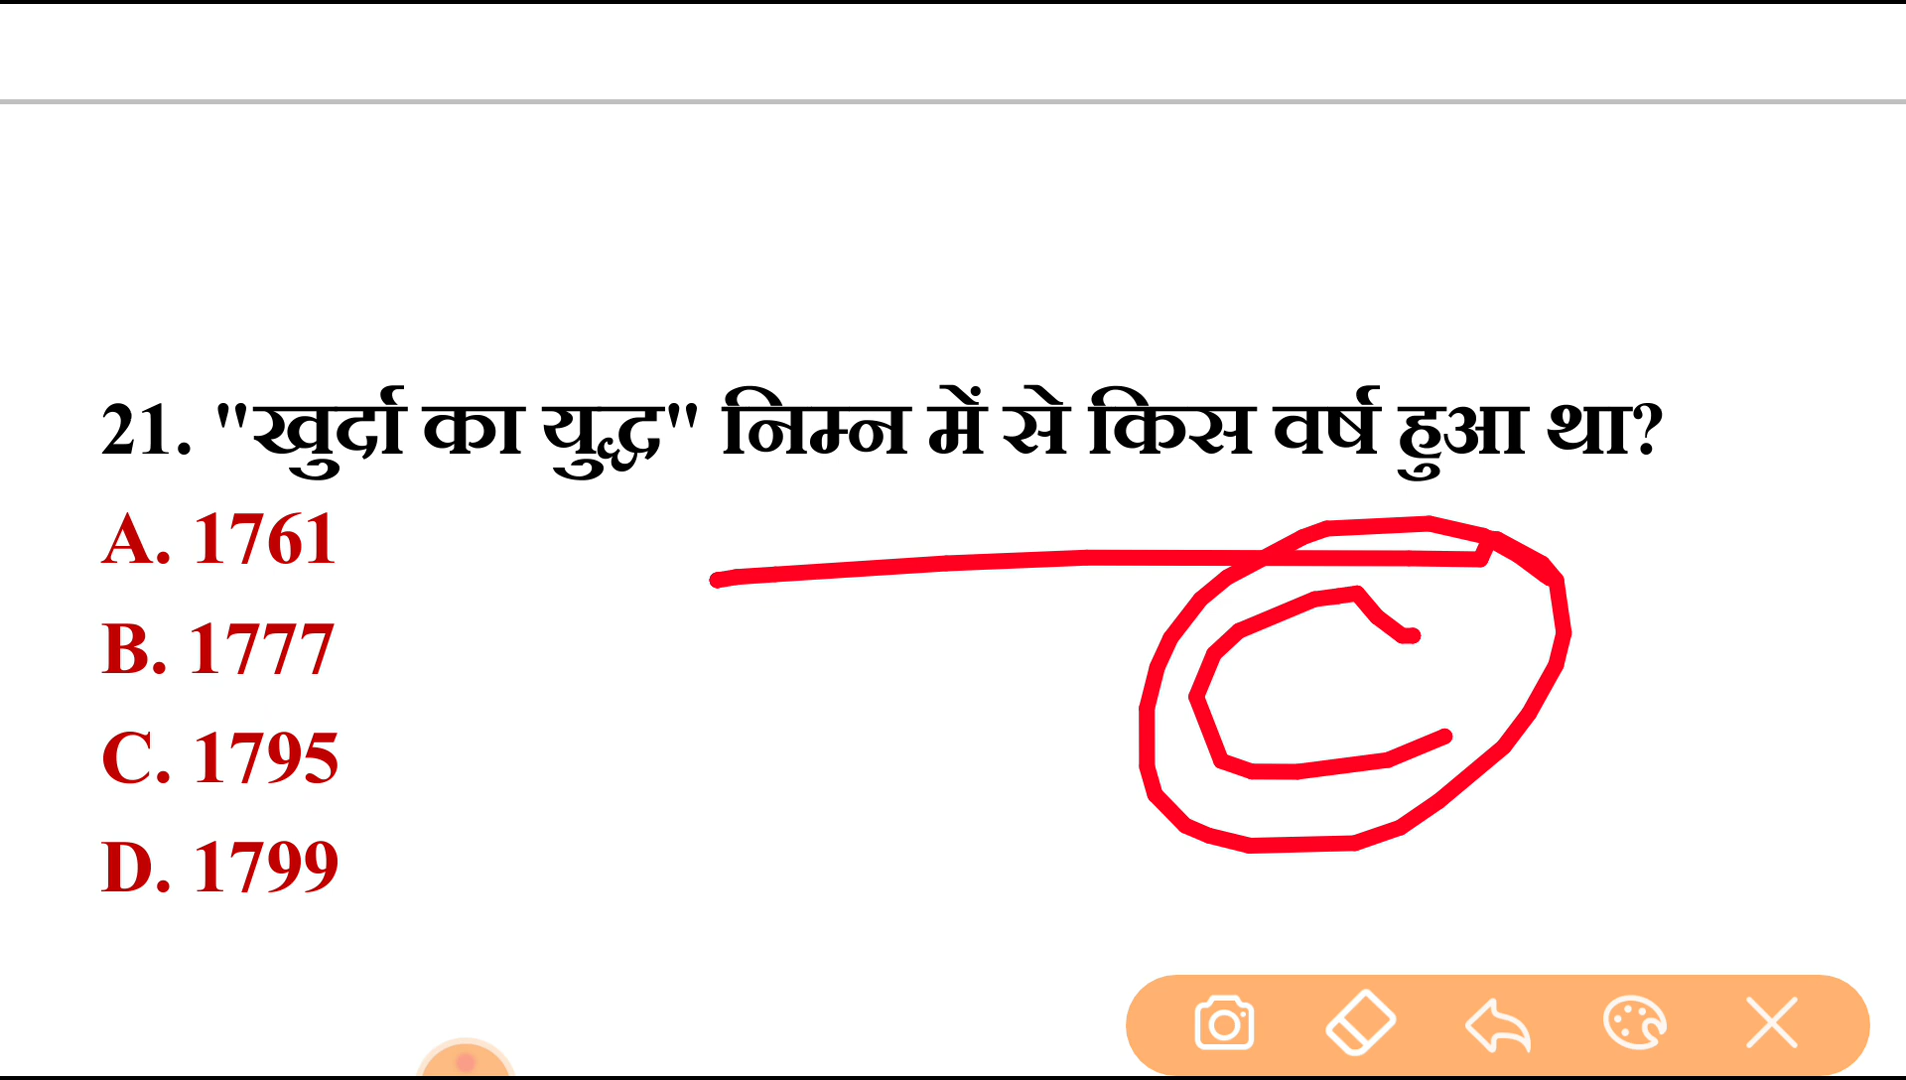 21. "खुर्दा का युद्ध" निम्न में से किस वर्ष हुआ था?
A. 1761
C
B. 1777
C. 1795
D. 1799